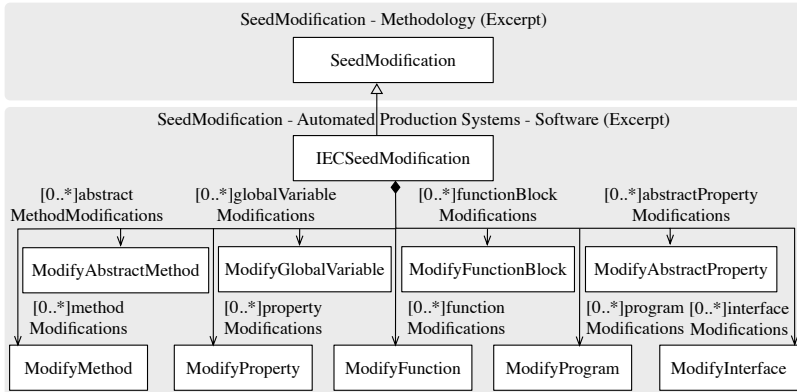 SeedModification - Methodology (Excerpt)
SeedModification
SeedModification - Automated Production Systems - Software (Excerpt)
IECSeedModification
[0..*]abstract
MethodModifications
[0..*]globalVariable
Modifications
[0..*]functionBlock
Modifications
[0..*]abstractProperty
Modifications
ModifyAbstractMethod
ModifyGlobalVariable
ModifyFunctionBlock
ModifyAbstractProperty
[0..*]method
Modifications
[0..*]property
Modifications
[0..*]function
Modifications
[0..*]program
Modifications
[0..*]interface
Modifications
ModifyMethod
ModifyProperty
ModifyFunction
ModifyProgram
ModifyInterface